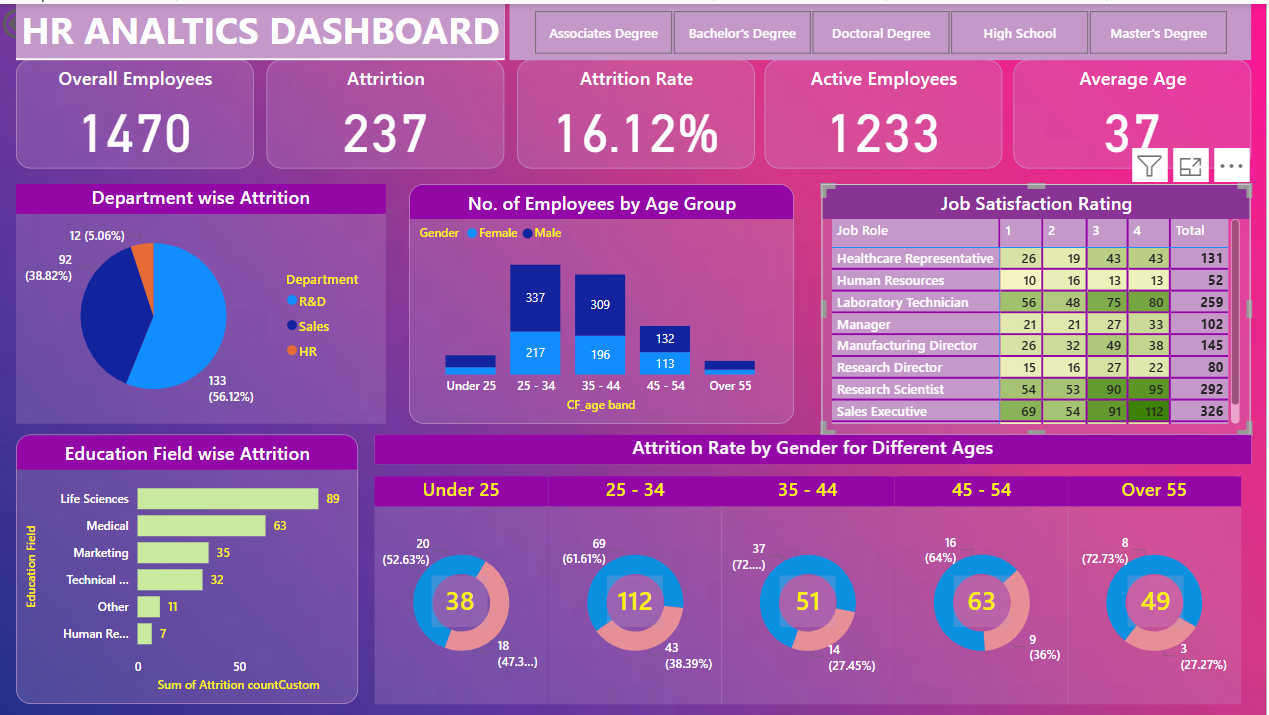 HR ANALTICS DASHBOARD
Associates Degree
Bachelor's Degree
Doctoral Degree
High School
Master's Degree
Overall Employees
1470
Attrirtion
237
Attrition Rate
16.12%
Active Employees
1233
Average Age
37
Department wise Attrition
12 (5.06%)
92
(38.82%)
133
(56.12%)
Department
R&D
Sales
HR
No. of Employees by Age Group
Gender Female Male
337
309
132
217
196
113
Under 25 25 - 34 35 - 44 45 - 54 Over 55
CF_age band
Job Satisfaction Rating
Job Role 1 2 3 4 Total
Healthcare Representative 26 19 43 43 131
Human Resources 10 16 13 13 52
Laboratory Technician 56 48 75 80 259
Manager 21 21 27 33 102
Manufacturing Director 26 32 49 38 145
Research Director 15 16 27 22 80
Research Scientist 54 53 90 95 292
Sales Executive 69 54 91 112 326
Education Field wise Attrition
Education Field
Life Sciences 89
Medical 63
Marketing 35
Technical ... 32
Other 11
Human Re... 7
0 50
Sum of Attrition countCustom
Attrition Rate by Gender for Different Ages
Under 25
20
(52.63%)
38
18
(47.3...)
25 - 34
69
(61.61%)
112
43
(38.39%)
35 - 44
37
(72....)
51
14
(27.45%)
45 - 54
16
(64%)
63
9
(36%)
Over 55
8
(72.73%)
49
3
(27.27%)